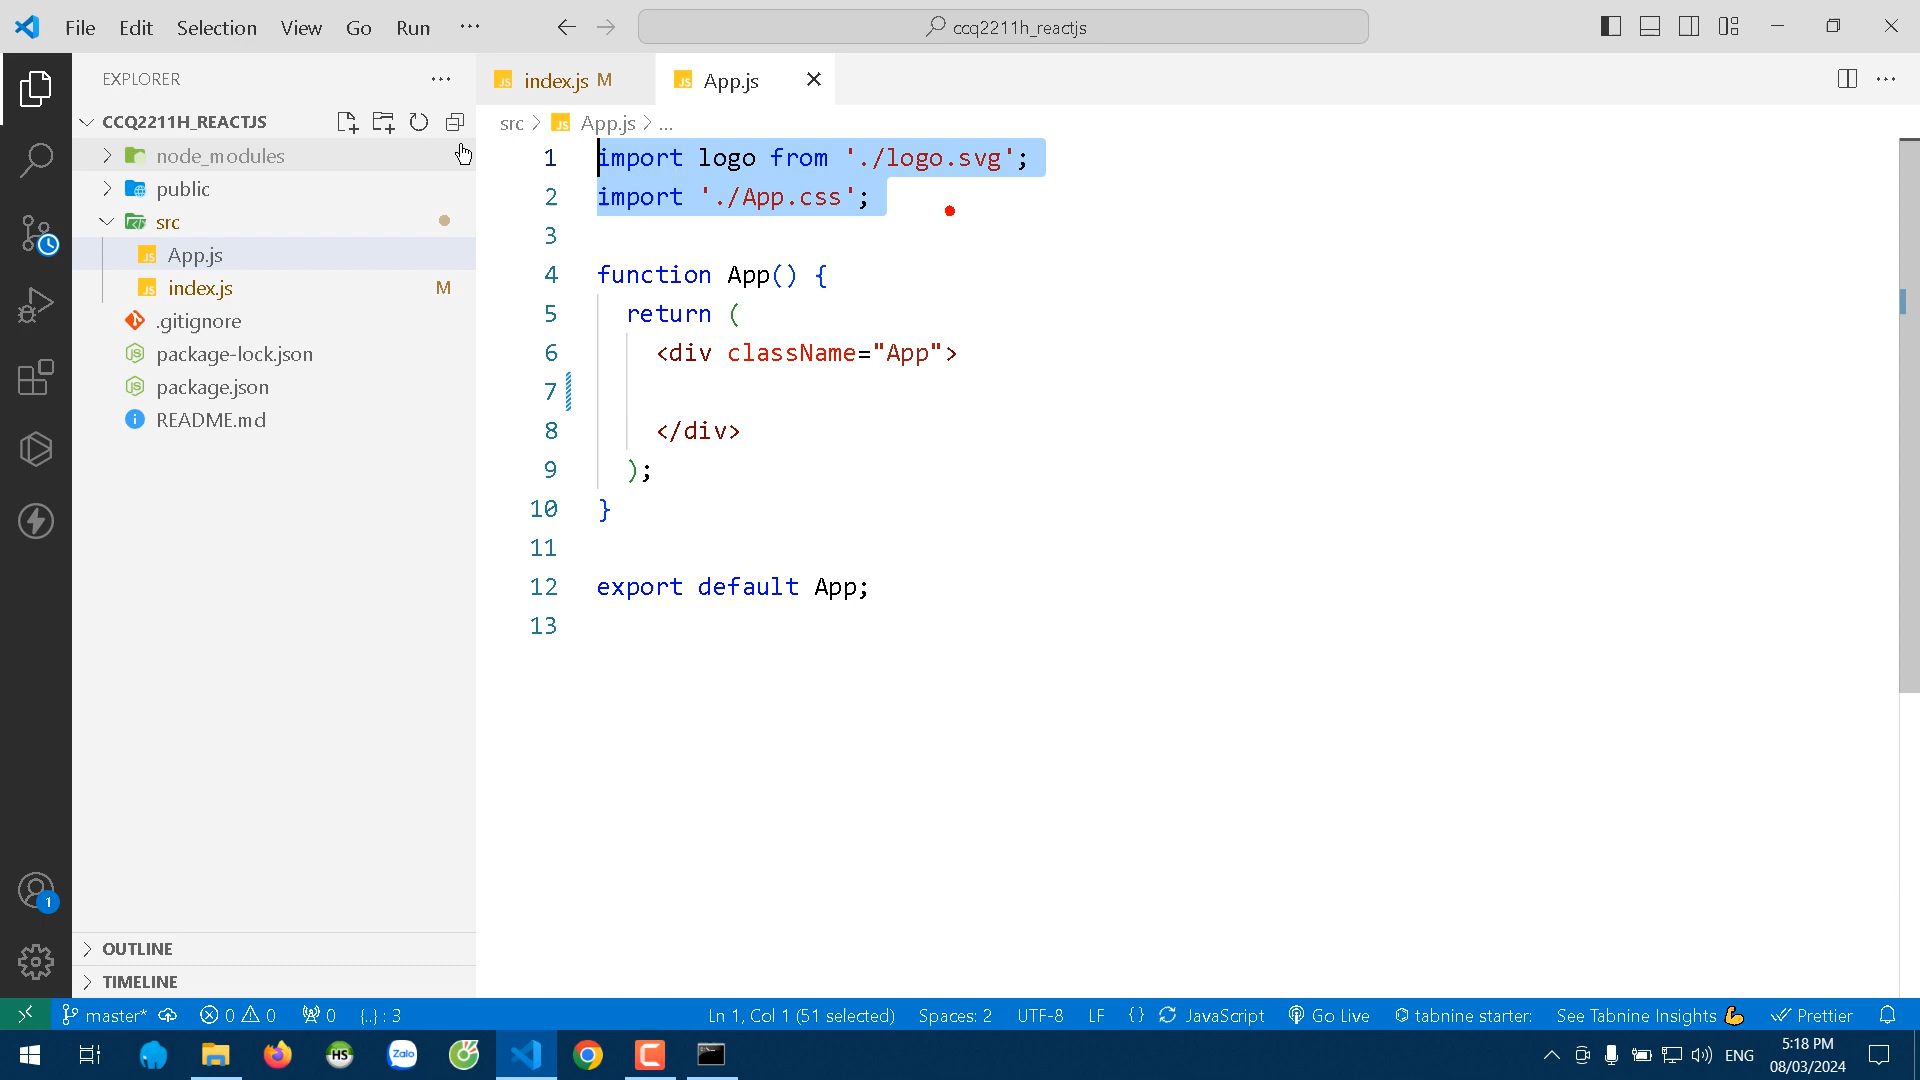 File Edit Selection View Go Run ··· ccq2211h_reactjs
EXPLORER ···
CCQ2211H_REACTJS
node_modules
public
src
App.js
index.js M
.gitignore
package-lock.json
package.json
README.md
OUTLINE
TIMELINE
index.js M App.js
src > App.js > ...
1 import logo from './logo.svg';
2 import './App.css';
3
4 function App() {
5 return (
6 <div className="App">
7
8 </div>
9 );
10 }
11
12 export default App;
13
1
master* 0 0 0 {..} : 3 Ln 1, Col 1 (51 selected) Spaces: 2 UTF-8 LF {} JavaScript Go Live tabnine starter: See Tabnine Insights Prettier
HS Zalo ENG 5:18 PM
08/03/2024